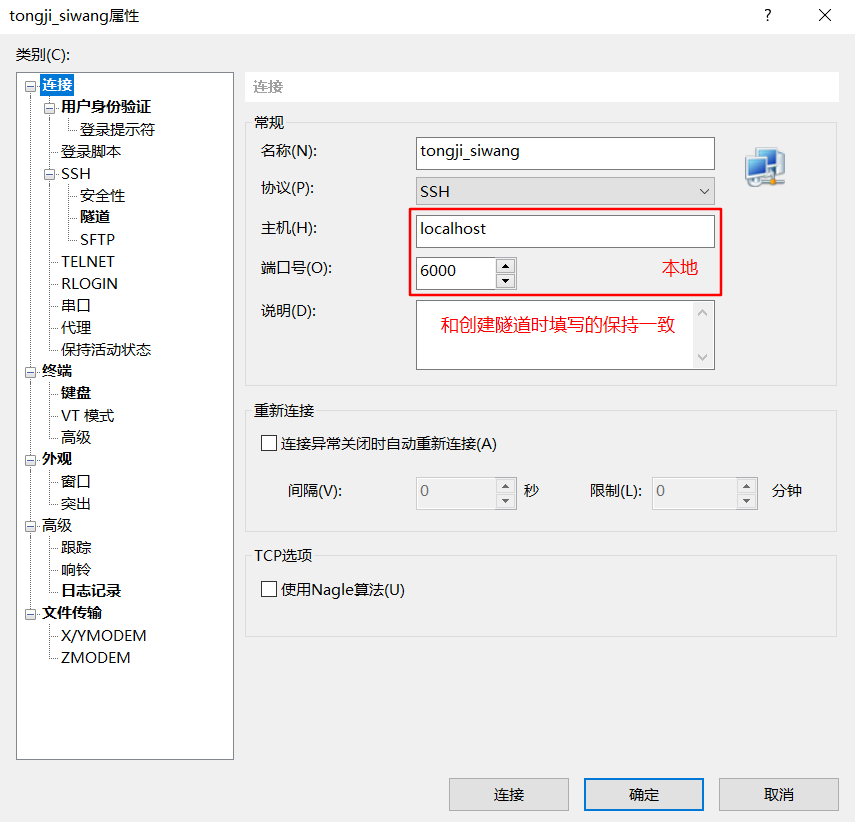 tongji_siwang属性
类别(C):
连接
用户身份验证
登录提示符
登录脚本
SSH
安全性
隧道
SFTP
TELNET
RLOGIN
串口
代理
保持活动状态
终端
键盘
VT 模式
高级
外观
窗口
突出
高级
跟踪
响铃
日志记录
文件传输
X/YMODEM
ZMODEM
连接
常规
名称(N): tongji_siwang
协议(P): SSH
主机(H): localhost
端口号(O): 6000 本地
说明(D): 和创建隧道时填写的保持一致
重新连接
连接异常关闭时自动重新连接(A)
间隔(V): 0 秒 限制(L): 0 分钟
TCP选项
使用Nagle算法(U)
连接 确定 取消